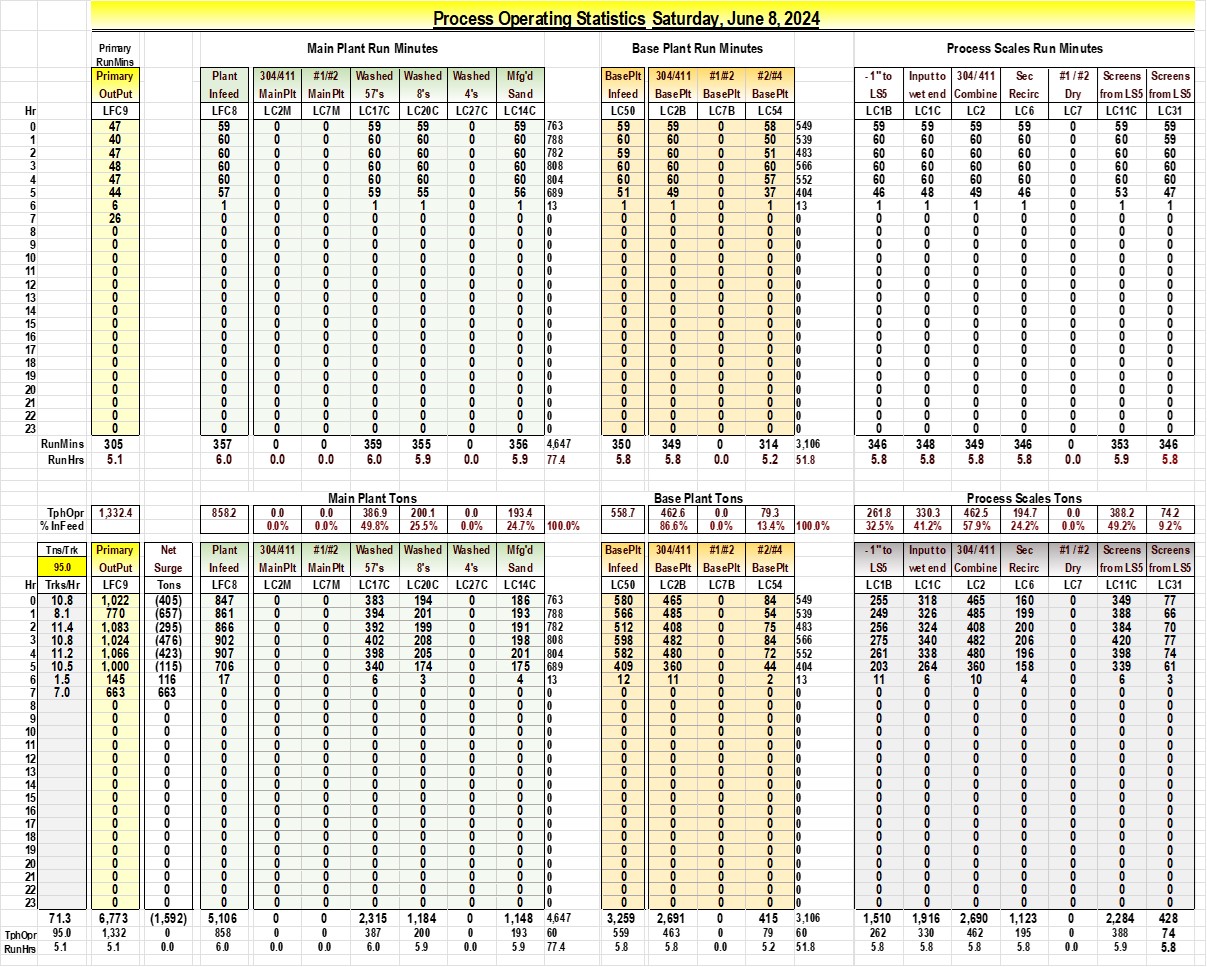 Process Operating Statistics Saturday, June 8, 2024
Primary Main Plant Run Minutes Base Plant Run Minutes Process Scales Run Minutes
RunMins
Primary Plant 304/411 #1/#2 Washed Washed Washed Mfg'd BasePlt 304/411 #1/#2 #2/#4 - 1" to Input to 304/ 411 Sec #1 / #2 Screens Screens
OutPut Infeed MainPlt MainPlt 57's 8's 4's Sand Infeed BasePlt BasePlt BasePlt LS5 wet end Combine Recirc Dry from LS5 from LS5
Hr LFC9 LFC8 LC2M LC7M LC17C LC20C LC27C LC14C LC50 LC2B LC7B LC54 LC1B LC1C LC2 LC6 LC7 LC11C LC31
0 47 59 0 0 59 59 0 59 763 59 59 0 58 549 59 59 59 59 0 59 59
1 40 60 0 0 60 60 0 60 788 60 60 0 50 539 60 60 60 60 0 60 59
2 47 60 0 0 60 60 0 60 782 59 60 0 51 483 60 60 60 60 0 60 60
3 48 60 0 0 60 60 0 60 808 60 60 0 60 566 60 60 60 60 0 60 60
4 47 60 0 0 60 60 0 60 804 60 60 0 57 552 60 60 60 60 0 60 60
5 44 57 0 0 59 55 0 56 689 51 49 0 37 404 46 48 49 46 0 53 47
6 6 1 0 0 1 1 0 1 13 1 1 0 1 13 1 1 1 1 0 1 1
7 26 0 0 0 0 0 0 0 0 0 0 0 0 0 0 0 0 0 0 0 0
8 0 0 0 0 0 0 0 0 0 0 0 0 0 0 0 0 0 0 0 0 0
9 0 0 0 0 0 0 0 0 0 0 0 0 0 0 0 0 0 0 0 0 0
10 0 0 0 0 0 0 0 0 0 0 0 0 0 0 0 0 0 0 0 0 0
11 0 0 0 0 0 0 0 0 0 0 0 0 0 0 0 0 0 0 0 0 0
12 0 0 0 0 0 0 0 0 0 0 0 0 0 0 0 0 0 0 0 0 0
13 0 0 0 0 0 0 0 0 0 0 0 0 0 0 0 0 0 0 0 0 0
14 0 0 0 0 0 0 0 0 0 0 0 0 0 0 0 0 0 0 0 0 0
15 0 0 0 0 0 0 0 0 0 0 0 0 0 0 0 0 0 0 0 0 0
16 0 0 0 0 0 0 0 0 0 0 0 0 0 0 0 0 0 0 0 0 0
17 0 0 0 0 0 0 0 0 0 0 0 0 0 0 0 0 0 0 0 0 0
18 0 0 0 0 0 0 0 0 0 0 0 0 0 0 0 0 0 0 0 0 0
19 0 0 0 0 0 0 0 0 0 0 0 0 0 0 0 0 0 0 0 0 0
20 0 0 0 0 0 0 0 0 0 0 0 0 0 0 0 0 0 0 0 0 0
21 0 0 0 0 0 0 0 0 0 0 0 0 0 0 0 0 0 0 0 0 0
22 0 0 0 0 0 0 0 0 0 0 0 0 0 0 0 0 0 0 0 0 0
23 0 0 0 0 0 0 0 0 0 0 0 0 0 0 0 0 0 0 0 0 0
RunMins 305 357 0 0 359 355 0 356 4,647 350 349 0 314 3,106 346 348 349 346 0 353 346
RunHrs 5.1 6.0 0.0 0.0 6.0 5.9 0.0 5.9 77.4 5.8 5.8 0.0 5.2 51.8 5.8 5.8 5.8 5.8 0.0 5.9 5.8
Main Plant Tons Base Plant Tons Process Scales Tons
TphOpr 1,332.4 858.2 0.0 0.0 386.9 200.1 0.0 193.4 558.7 462.6 0.0 79.3 261.8 330.3 462.5 194.7 0.0 388.2 74.2
% InFeed 0.0% 0.0% 49.8% 25.5% 0.0% 24.7% 100.0% 86.6% 0.0% 13.4% 100.0% 32.5% 41.2% 57.9% 24.2% 0.0% 49.2% 9.2%
Tns/Trk Primary Net Plant 304/411 #1/#2 Washed Washed Washed Mfg'd BasePlt 304/411 #1/#2 #2/#4 - 1" to Input to 304/ 411 Sec #1 / #2 Screens Screens
95.0 OutPut Surge Infeed MainPlt MainPlt 57's 8's 4's Sand Infeed BasePlt BasePlt BasePlt LS5 wet end Combine Recirc Dry from LS5 from LS5
Hr Trks/Hr LFC9 Tons LFC8 LC2M LC7M LC17C LC20C LC27C LC14C LC50 LC2B LC7B LC54 LC1B LC1C LC2 LC6 LC7 LC11C LC31
0 10.8 1,022 (405) 847 0 0 383 194 0 186 763 580 465 0 84 549 255 318 465 160 0 349 77
1 8.1 770 (657) 861 0 0 394 201 0 193 788 566 485 0 54 539 249 326 485 199 0 388 66
2 11.4 1,083 (295) 866 0 0 392 199 0 191 782 512 408 0 75 483 256 324 408 200 0 384 70
3 10.8 1,024 (476) 902 0 0 402 208 0 198 808 598 482 0 84 566 275 340 482 206 0 420 77
4 11.2 1,066 (423) 907 0 0 398 205 0 201 804 582 480 0 72 552 261 338 480 196 0 398 74
5 10.5 1,000 (115) 706 0 0 340 174 0 175 689 409 360 0 44 404 203 264 360 158 0 339 61
6 1.5 145 116 17 0 0 6 3 0 4 13 12 11 0 2 13 11 6 10 4 0 6 3
7 7.0 663 663 0 0 0 0 0 0 0 0 0 0 0 0 0 0 0 0 0 0 0 0
8 0 0 0 0 0 0 0 0 0 0 0 0 0 0 0 0 0 0 0 0 0 0
9 0 0 0 0 0 0 0 0 0 0 0 0 0 0 0 0 0 0 0 0 0 0
10 0 0 0 0 0 0 0 0 0 0 0 0 0 0 0 0 0 0 0 0 0 0
11 0 0 0 0 0 0 0 0 0 0 0 0 0 0 0 0 0 0 0 0 0 0
12 0 0 0 0 0 0 0 0 0 0 0 0 0 0 0 0 0 0 0 0 0 0
13 0 0 0 0 0 0 0 0 0 0 0 0 0 0 0 0 0 0 0 0 0 0
14 0 0 0 0 0 0 0 0 0 0 0 0 0 0 0 0 0 0 0 0 0 0
15 0 0 0 0 0 0 0 0 0 0 0 0 0 0 0 0 0 0 0 0 0 0
16 0 0 0 0 0 0 0 0 0 0 0 0 0 0 0 0 0 0 0 0 0 0
17 0 0 0 0 0 0 0 0 0 0 0 0 0 0 0 0 0 0 0 0 0 0
18 0 0 0 0 0 0 0 0 0 0 0 0 0 0 0 0 0 0 0 0 0 0
19 0 0 0 0 0 0 0 0 0 0 0 0 0 0 0 0 0 0 0 0 0 0
20 0 0 0 0 0 0 0 0 0 0 0 0 0 0 0 0 0 0 0 0 0 0
21 0 0 0 0 0 0 0 0 0 0 0 0 0 0 0 0 0 0 0 0 0 0
22 0 0 0 0 0 0 0 0 0 0 0 0 0 0 0 0 0 0 0 0 0 0
23 0 0 0 0 0 0 0 0 0 0 0 0 0 0 0 0 0 0 0 0 0 0
71.3 6,773 (1,592) 5,106 0 0 2,315 1,184 0 1,148 4,647 3,259 2,691 0 415 3,106 1,510 1,916 2,690 1,123 0 2,284 428
TphOpr 95.0 1,332 0 858 0 0 387 200 0 193 60 559 463 0 79 60 262 330 462 195 0 388 74
RunHrs 5.1 5.1 0.0 6.0 0.0 0.0 6.0 5.9 0.0 5.9 77.4 5.8 5.8 0.0 5.2 51.8 5.8 5.8 5.8 5.8 0.0 5.9 5.8